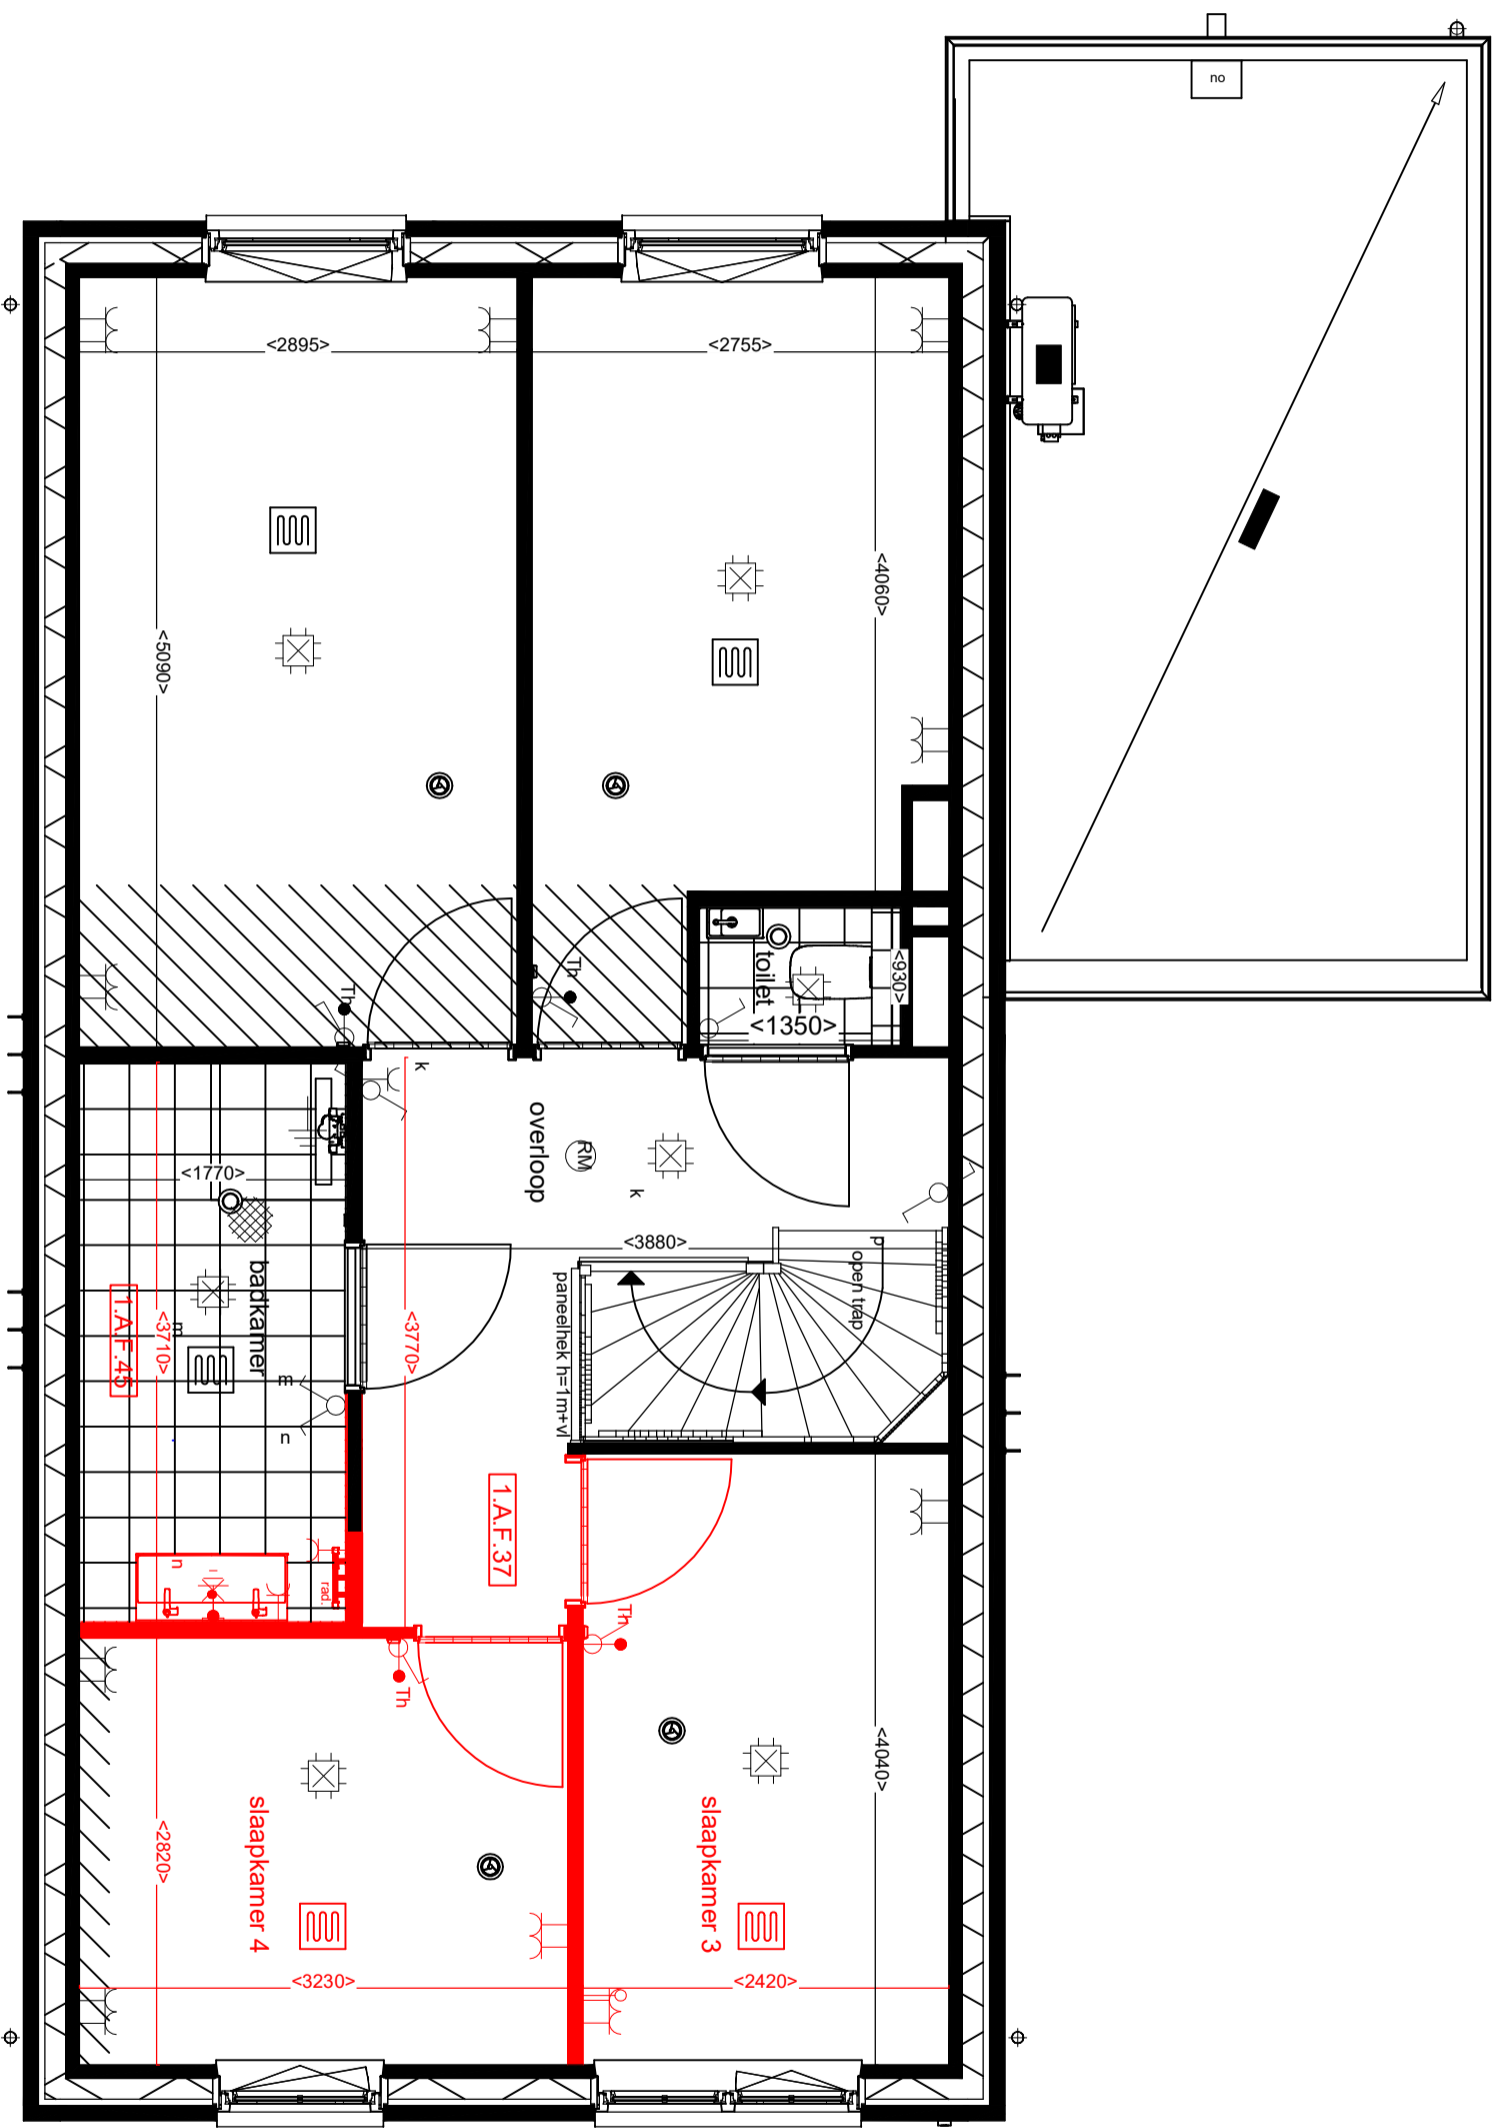 no
<2895>
<2755>
<4060>
<5090>
<930>
toilet
<1350>
Th
Th
k
overloop
RM
k
<1770>
<3880>
p
open trap
paneelhek h=1m+vl
badkamer
<3770>
<3710>
1.A.F.45
m
m
n
1.A.F.37
n
rad.
Th
Th
<4040>
<2820>
slaapkamer 4
slaapkamer 3
<3230>
<2420>